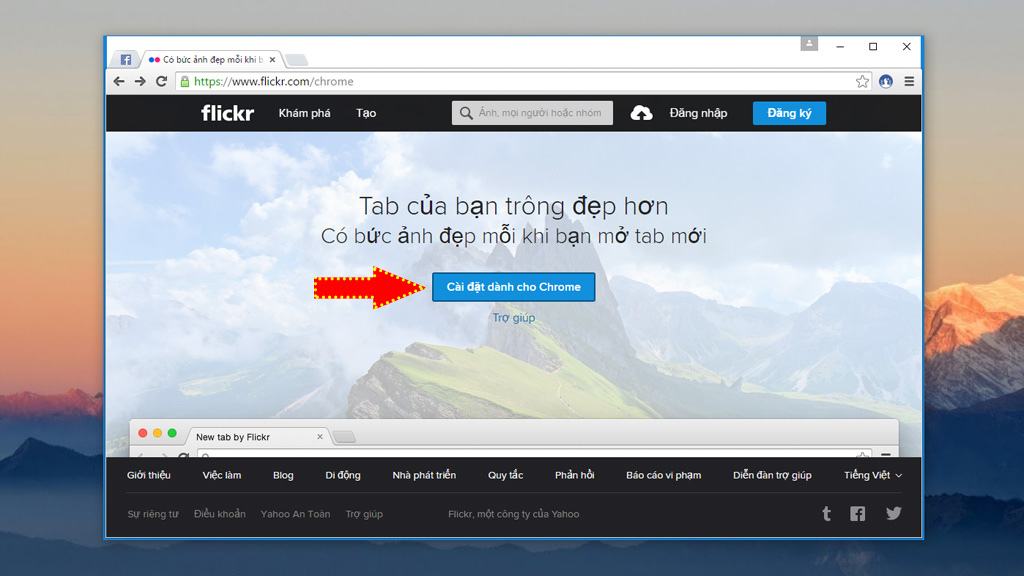 Có bức ảnh đẹp mỗi khi b
https://www.flickr.com/chrome
flickr Khám phá Tạo Ảnh, mọi người hoặc nhóm Đăng nhập Đăng ký
Tab của bạn trông đẹp hơn
Có bức ảnh đẹp mỗi khi bạn mở tab mới
Cài đặt dành cho Chrome
Trợ giúp
New tab by Flickr
Giới thiệu Việc làm Blog Di động Nhà phát triển Quy tắc Phản hồi Báo cáo vi phạm Diễn đàn trợ giúp Tiếng Việt
Sự riêng tư Điều khoản Yahoo An Toàn Trợ giúp Flickr, một công ty của Yahoo